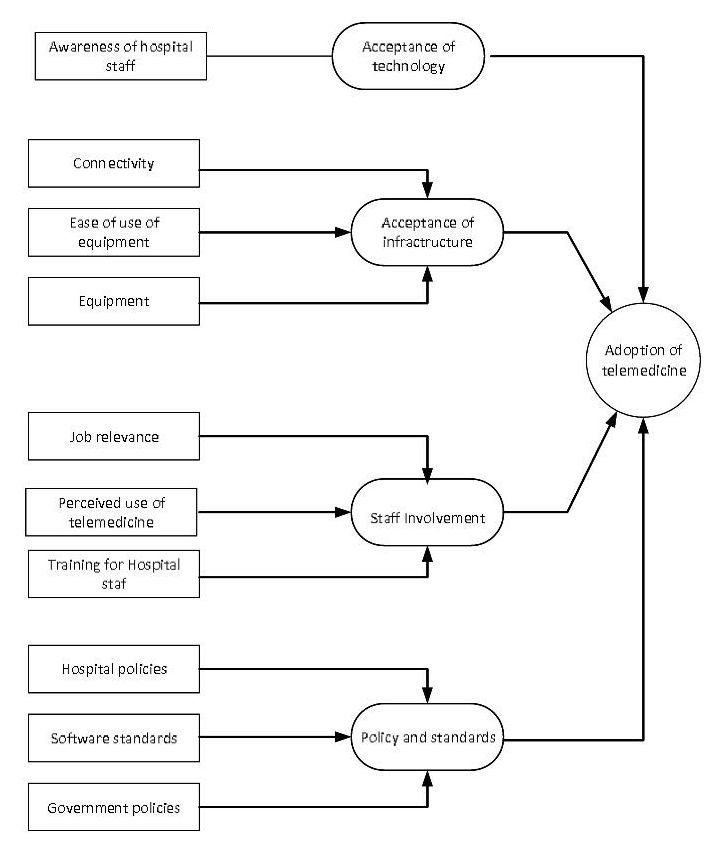 Awareness of hospital
staff
Acceptance of
technology
Connectivity
Ease of use of
equipment
Equipment
Acceptance of
infractructure
Adoption of
telemedicine
Job relevance
Perceived use of
telemedicine
Training for Hospital
staf
Staff Involvement
Hospital policies
Software standards
Government policies
Policy and standards